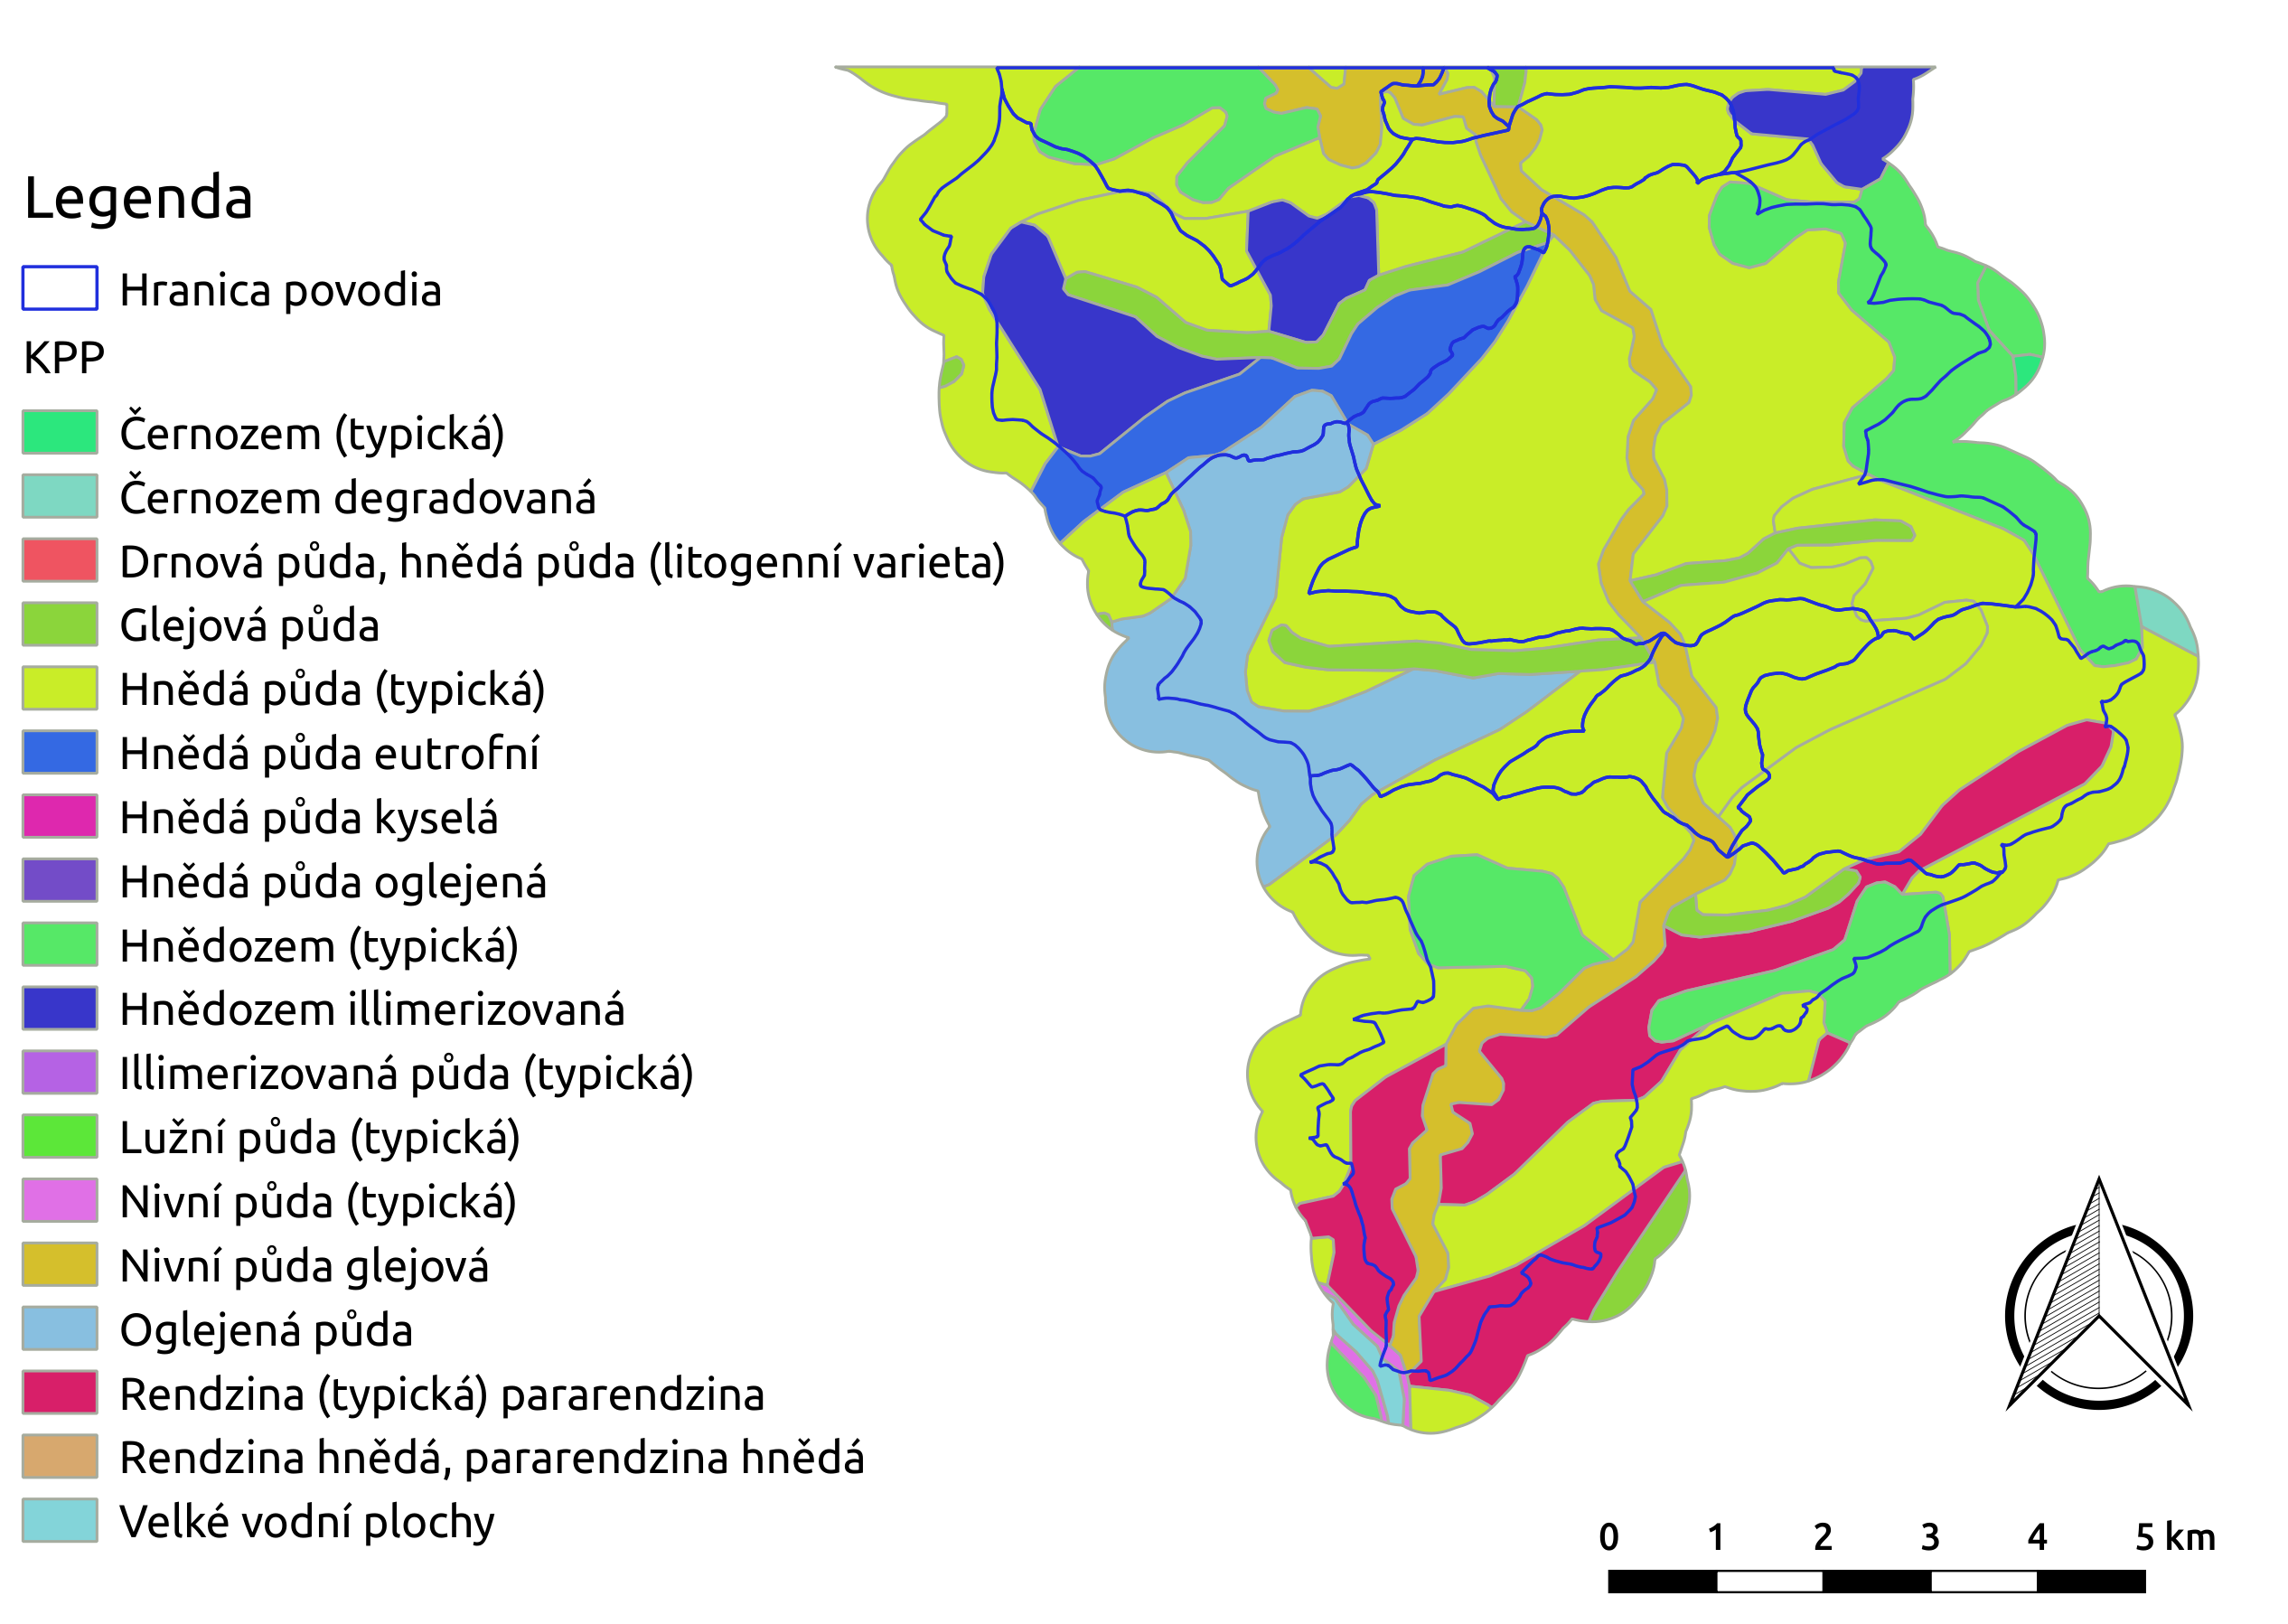 Legenda
Hranica povodia
KPP
Černozem (typická)
Černozem degradovaná
Drnová půda, hnědá půda (litogenní varieta)
Glejová půda
Hnědá půda (typická)
Hnědá půda eutrofní
Hnědá půda kyselá
Hnědá půda oglejená
Hnědozem (typická)
Hnědozem illimerizovaná
Illimerizovaná půda (typická)
Lužní půda (typická)
Nivní půda (typická)
Nivní půda glejová
Oglejená půda
Rendzina (typická) pararendzina
Rendzina hnědá, pararendzina hnědá
Velké vodní plochy
0 1 2 3 4 5 km